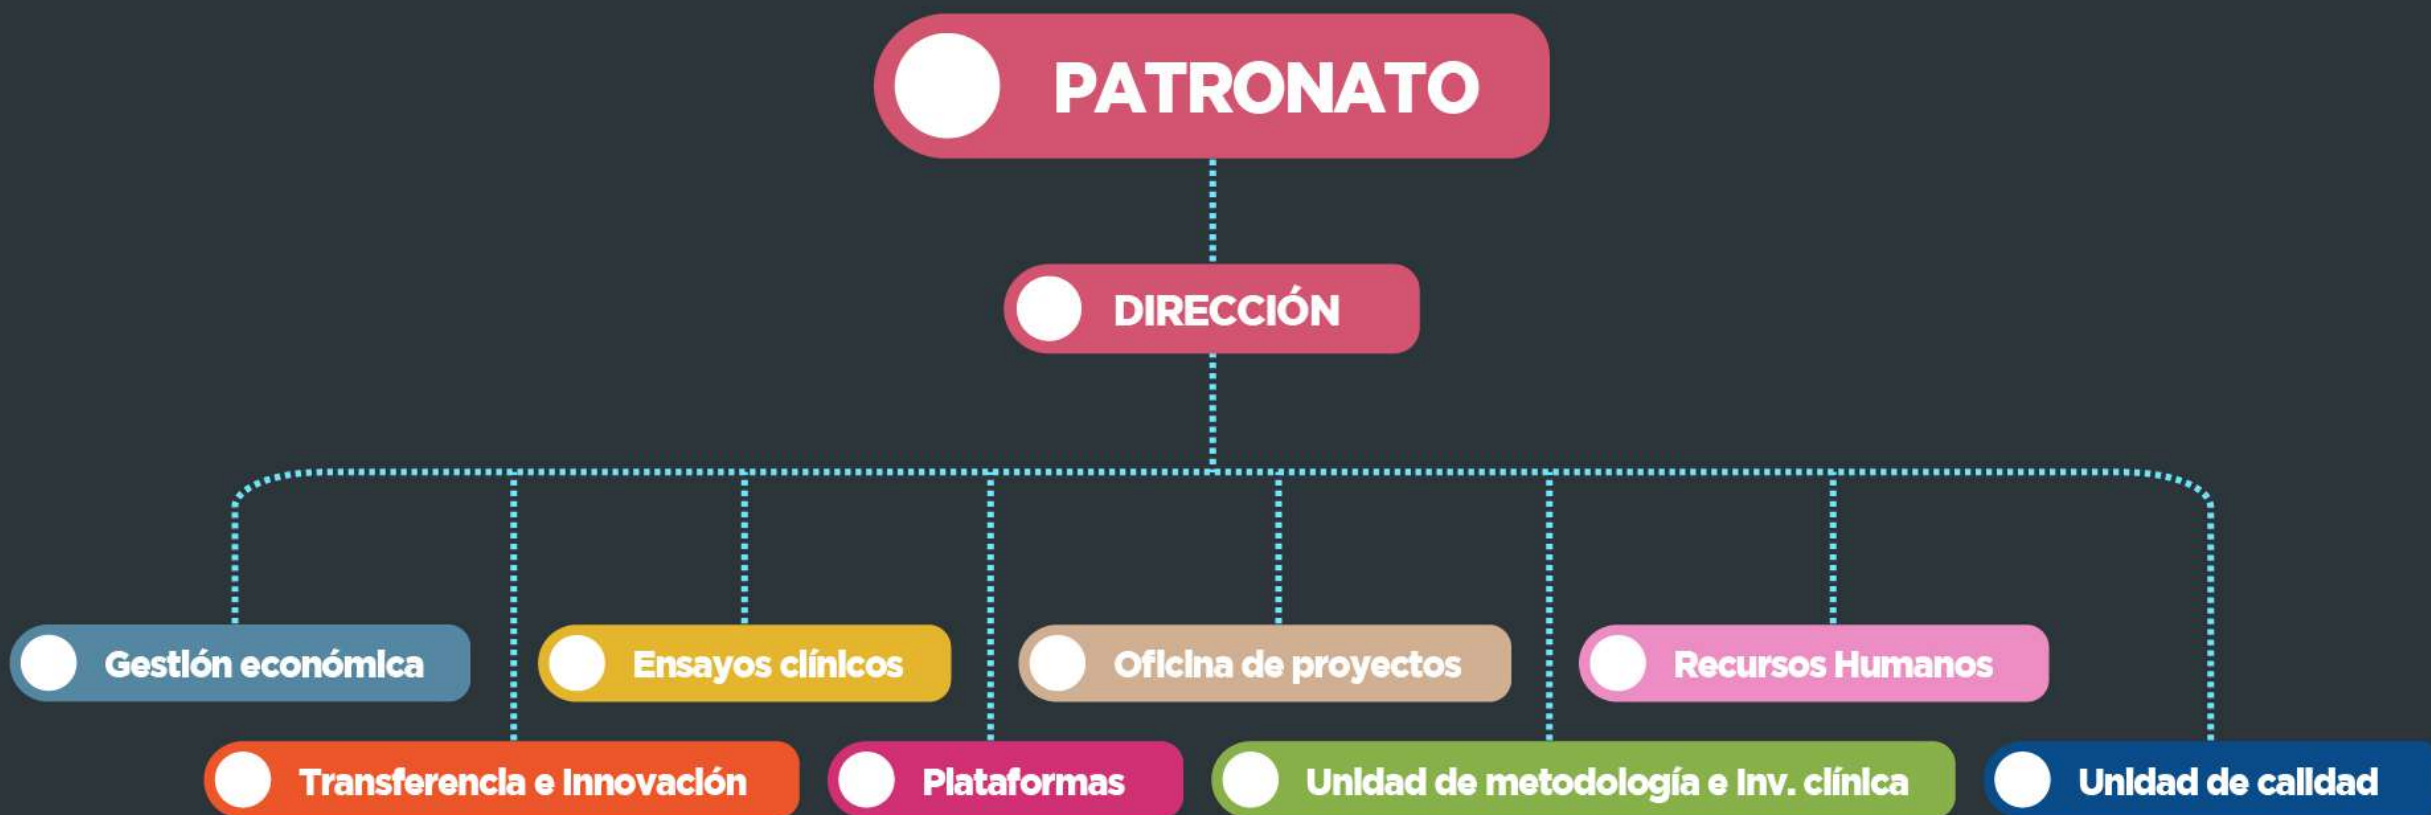 PATRONATO
DIRECCIÓN
Gestión económica
Ensayos clínicos
Oficina de proyectos
Recursos Humanos
Transferencia e Innovación
Plataformas
Unidad de metodología e Inv. clínica
Unidad de calidad